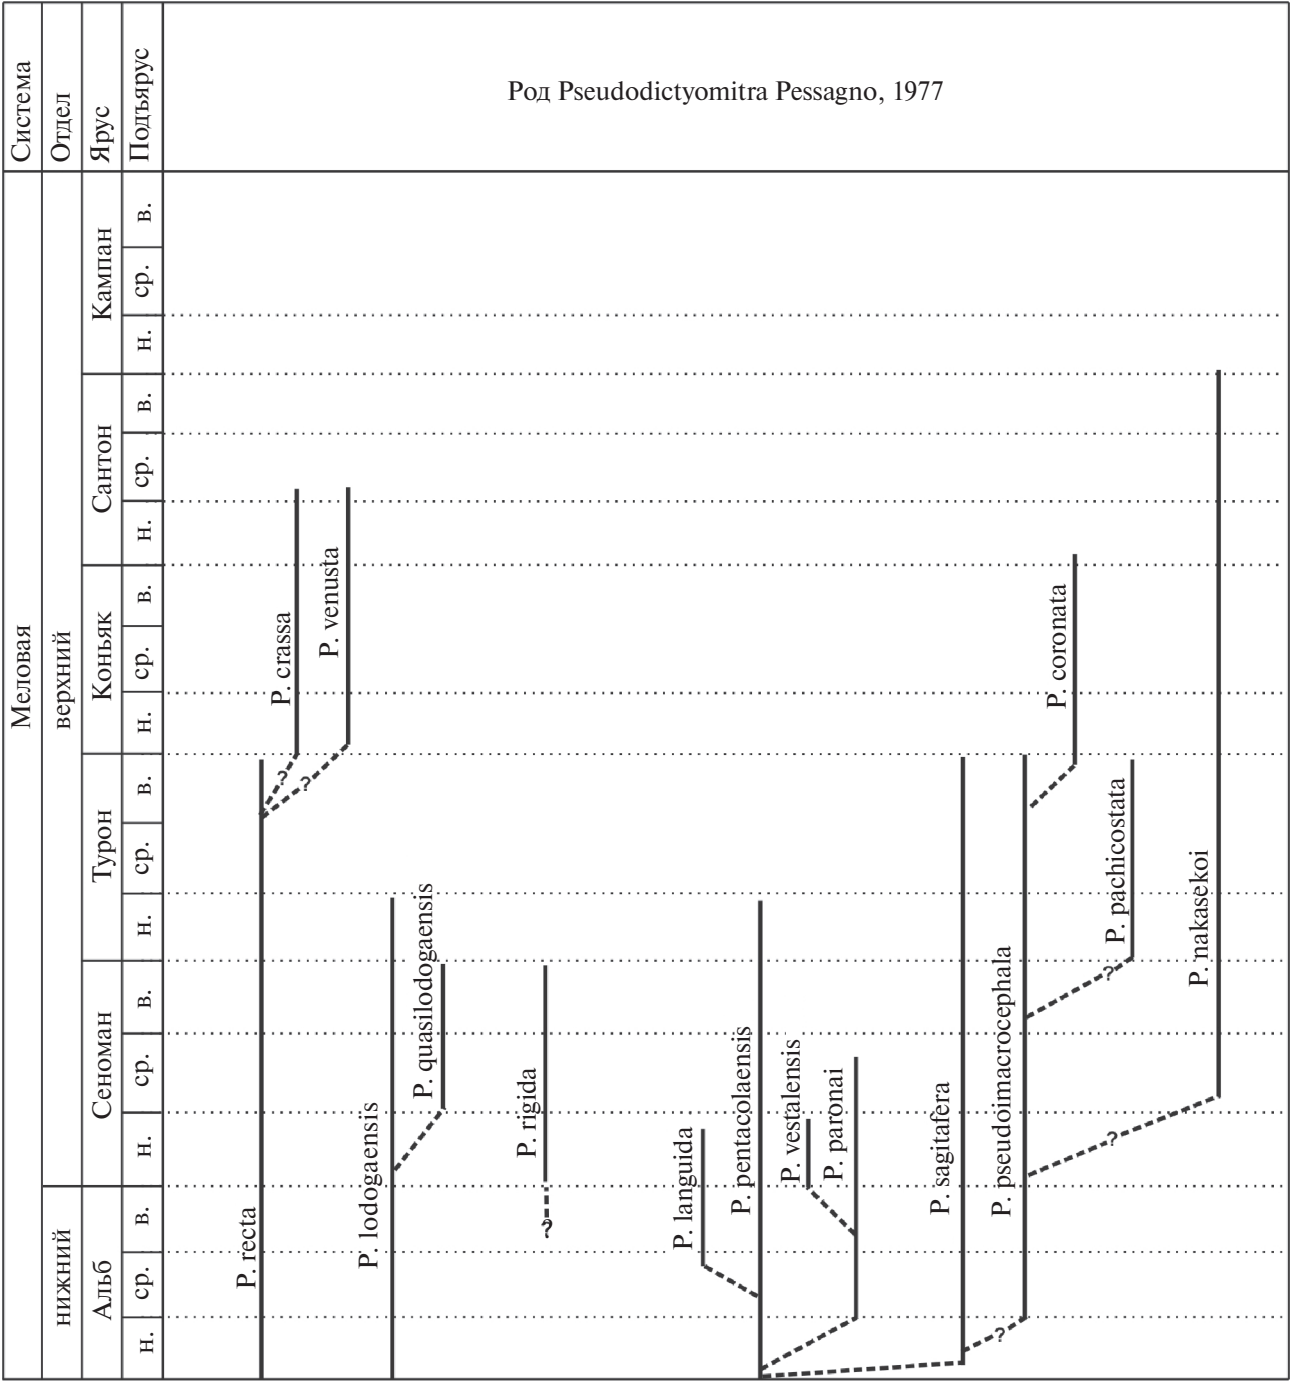 Система
Отдел
Ярус
Подъярус
Род Pseudodictyomitra Pessagno, 1977
Меловая
верхний
нижний
Кампан
в.
ср.
н.
Сантон
в.
ср.
н.
Коньяк
в.
ср.
н.
Турон
в.
ср.
н.
Сеноман
в.
ср.
н.
Альб
в.
ср.
н.
P. recta
?
P. crassa
?
P. venusta
P. lodogaensis
P. quasilodogaensis
P. rigida
?
P. languida
P. pentacolaensis
P. vestalensis
P. paronai
P. sagitafera
?
P. pseudoimacrocephala
P. coronata
?
P. pachicostata
?
P. nakasekoi